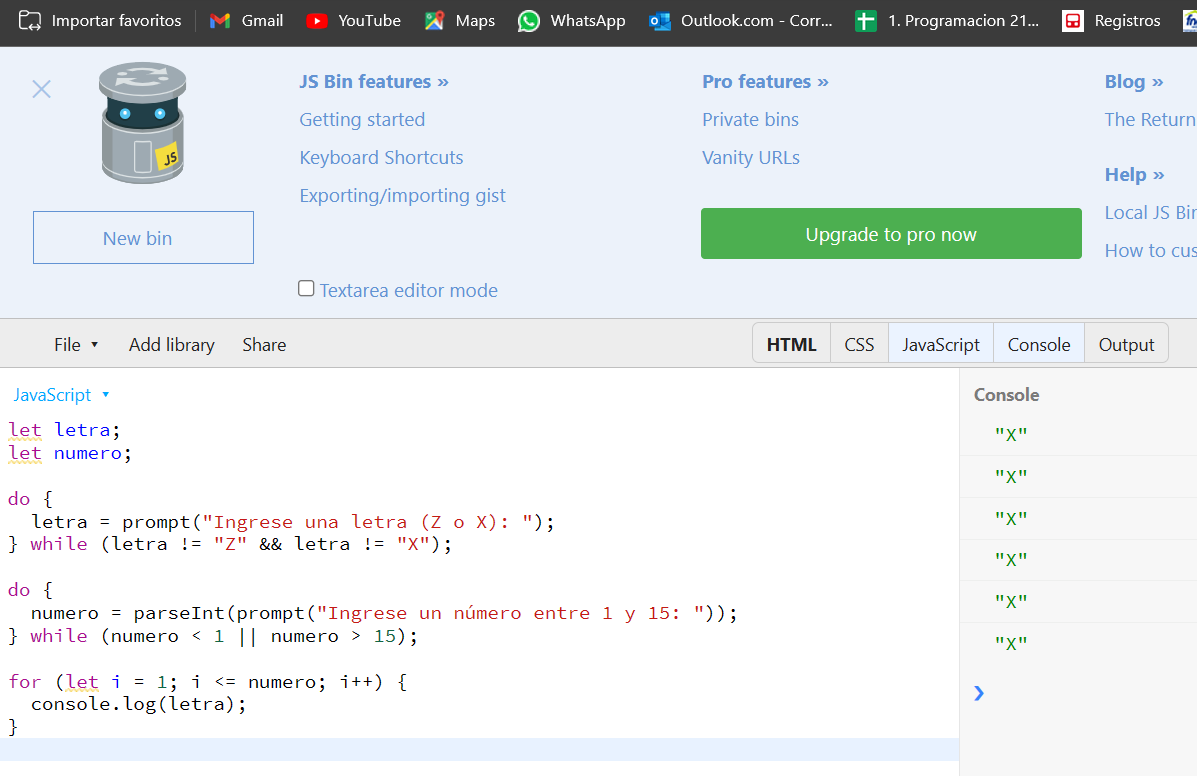 Importar favoritos Gmail YouTube Maps WhatsApp Outlook.com - Corr... 1. Programacion 21... Registros
JS Bin features »
Getting started
Keyboard Shortcuts
Exporting/importing gist
Pro features »
Private bins
Vanity URLs
Upgrade to pro now
Blog »
The Return
Help »
Local JS Bin
How to cus
JS
New bin
Textarea editor mode
File ▾ Add library Share HTML CSS JavaScript Console Output
JavaScript ▾
let letra;
let numero;
do {
letra = prompt("Ingrese una letra (Z o X): ");
} while (letra != "Z" && letra != "X");
do {
numero = parseInt(prompt("Ingrese un número entre 1 y 15: "));
} while (numero < 1 || numero > 15);
for (let i = 1; i <= numero; i++) {
console.log(letra);
}
Console
"X"
"X"
"X"
"X"
"X"
"X"